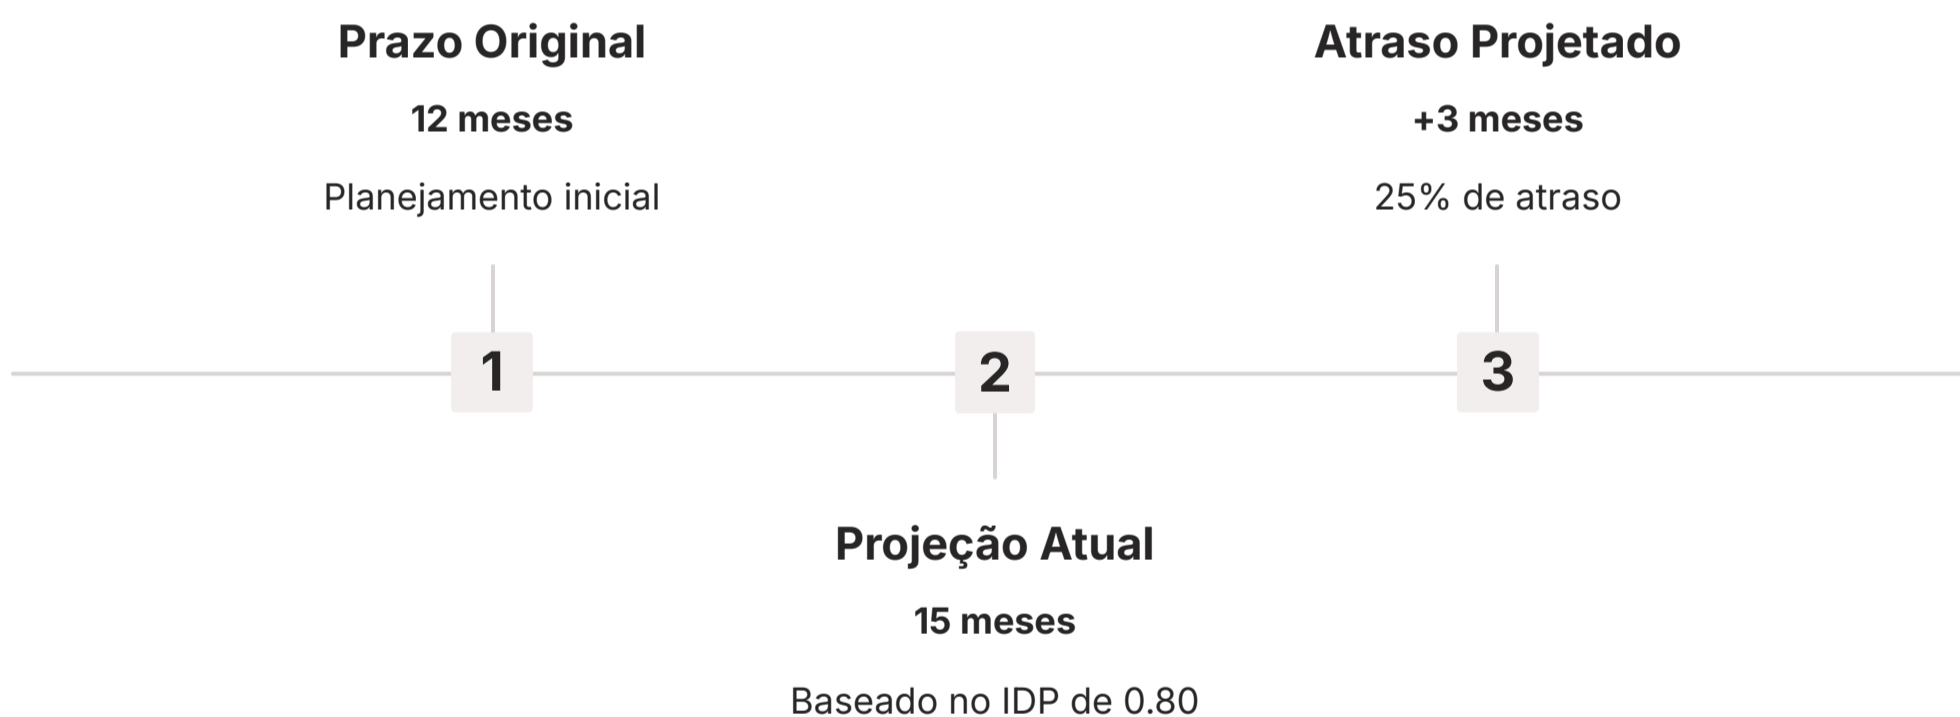 Prazo Original
12 meses
Planejamento inicial
1
2
Projeção Atual
15 meses
Baseado no IDP de 0.80
Atraso Projetado
+3 meses
25% de atraso
3